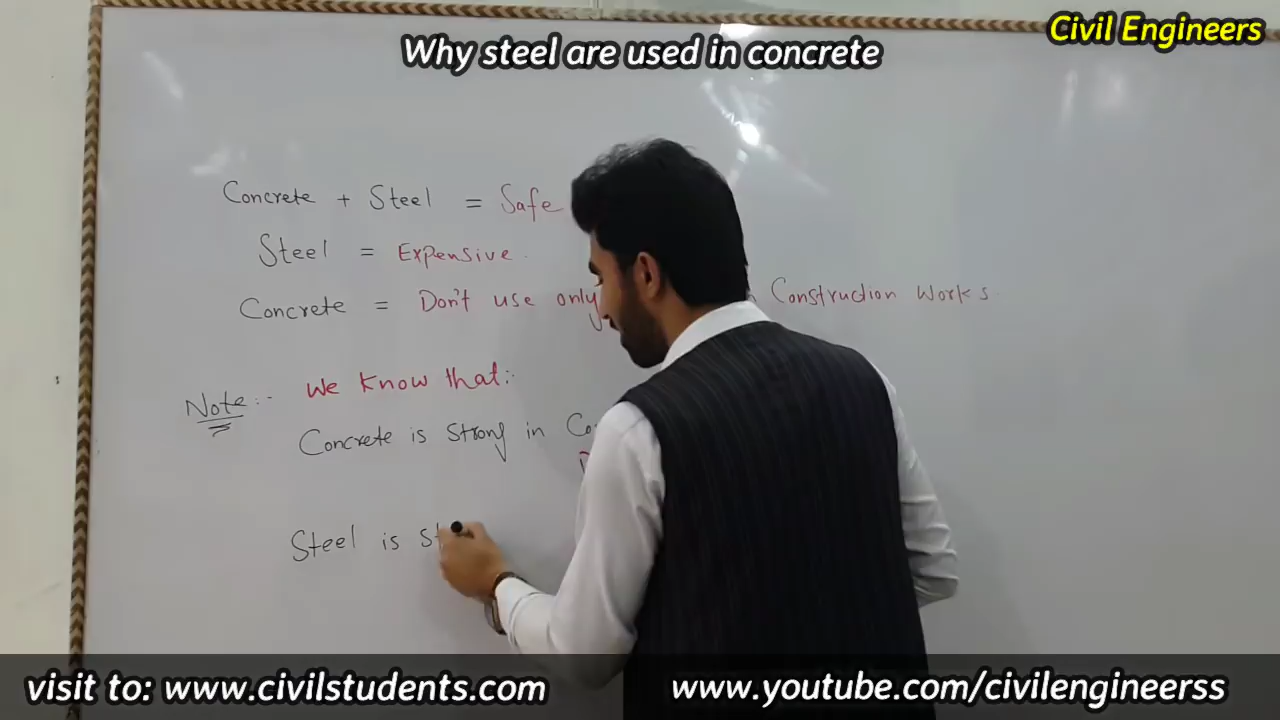 Civil Engineers
Why steel are used in concrete
Concrete + Steel = Safe
Steel = Expensive.
Concrete = Don't use only Construction works.
Note:- We know that:
Concrete is strong in
Steel is
visit to: www.civilstudents.com
www.youtube.com/civilengineerss